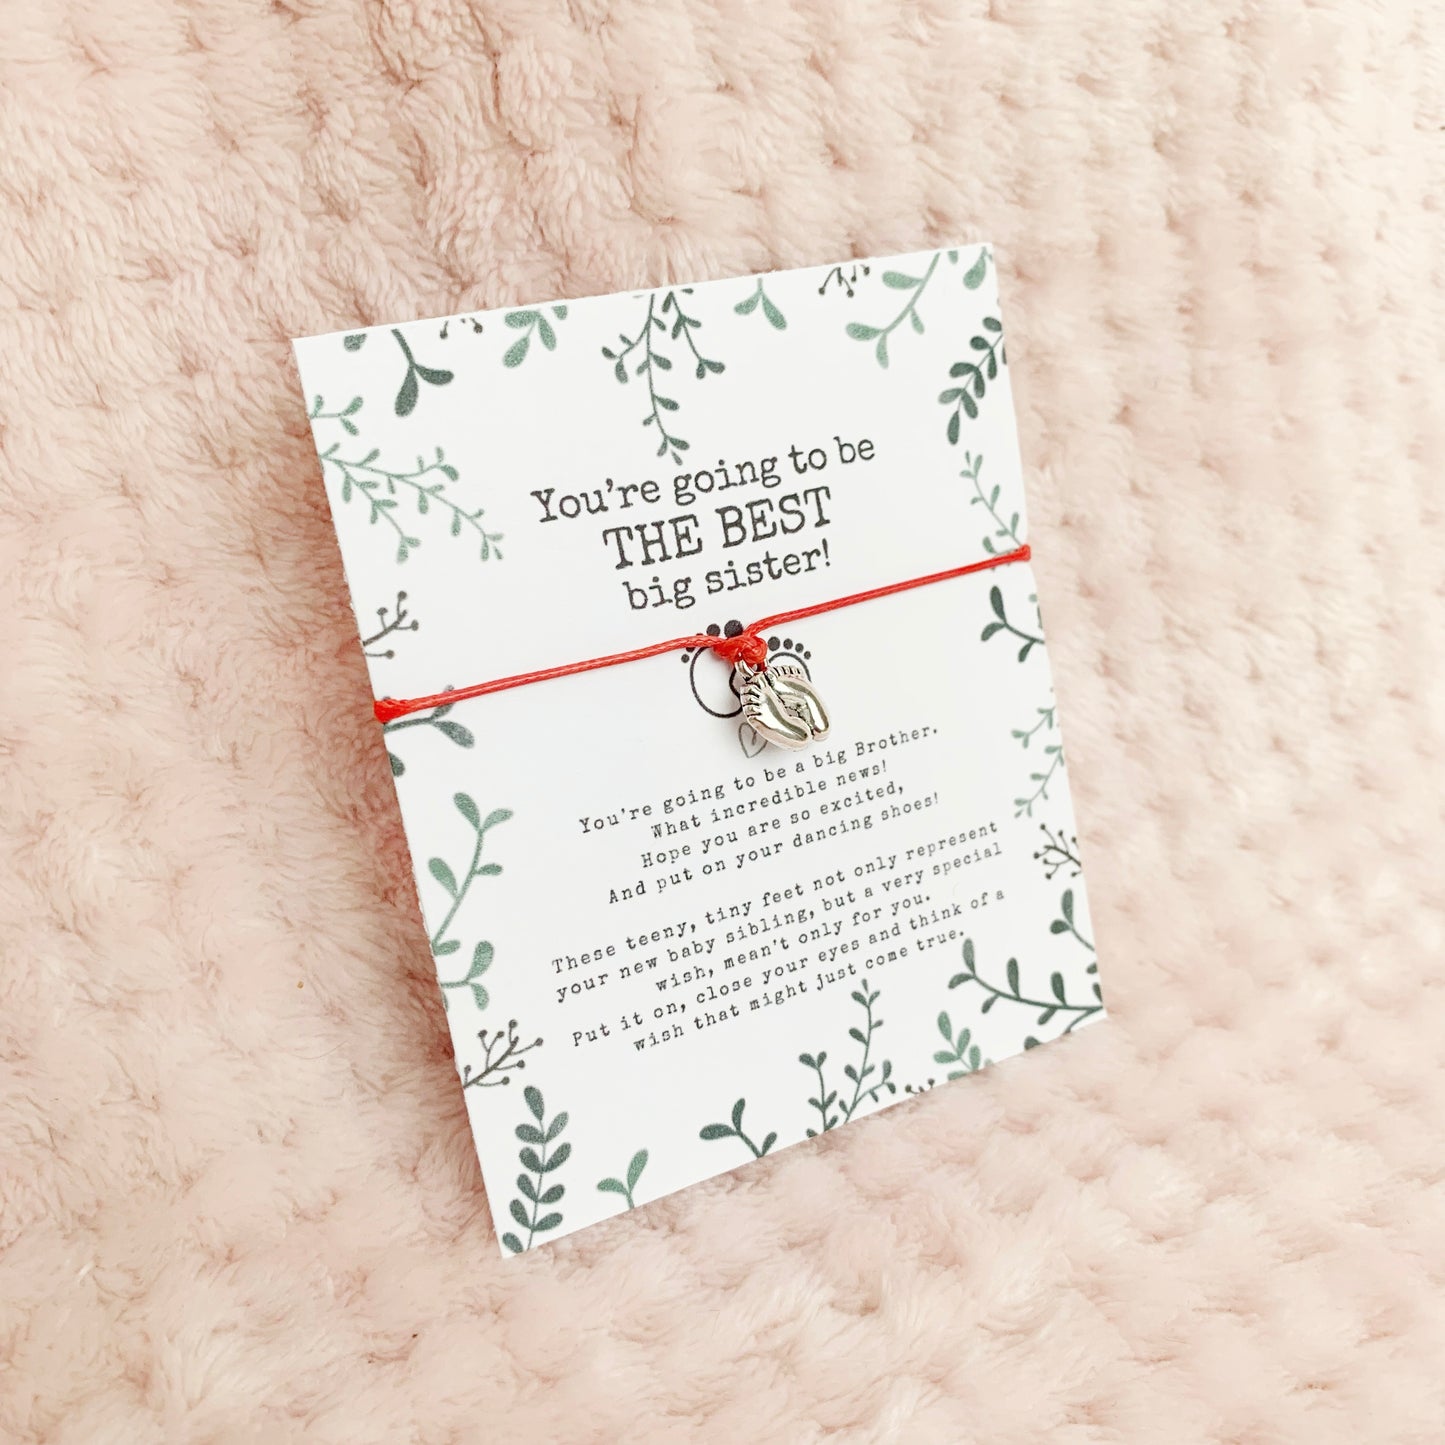 You're going to be
THE BEST
big sister!
You're going to be a big Brother.
What incredible news!
Hope you are so excited,
And put on your dancing shoes!
These teeny, tiny feet not only represent
your new baby sibling, but a very special
wish, mean't only for you.
Put it on, close your eyes and think of a
wish that might just come true.